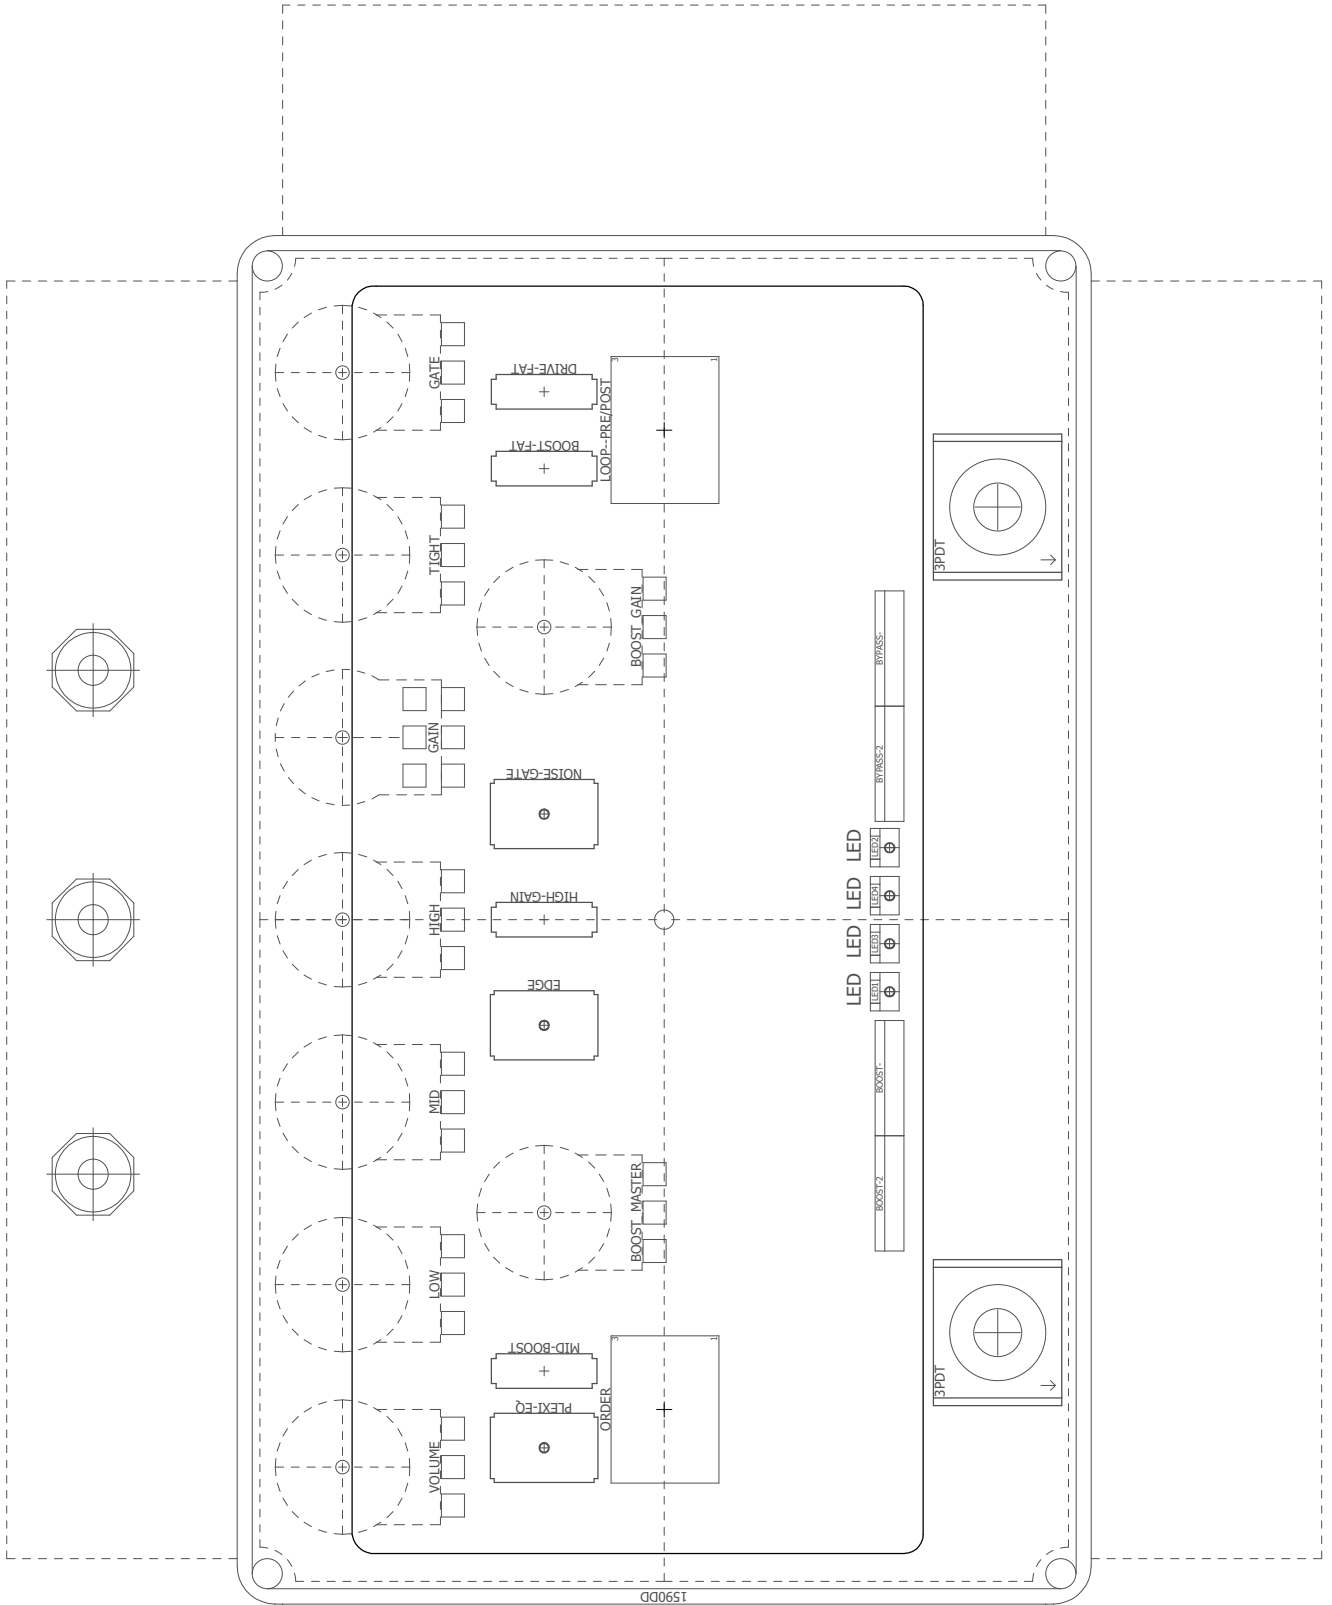 GATE
DRIVE-FAT
3
1
LOOP--PRE/POST
BOOST-FAT
TIGHT
3PDT
BOOST GAIN
BYPASS-
GAIN
BYPASS-2
NOISE-GATE
LED
LED2
HIGH
HIGH-GAIN
LED
LED4
LED
LED3
EDGE
LED
LED1
BOOST-
MID
BOOST-2
BOOST MASTER
LOW
MID-BOOST
3
1
3PDT
ORDER
PLEXI-EQ
VOLUME
1590DD